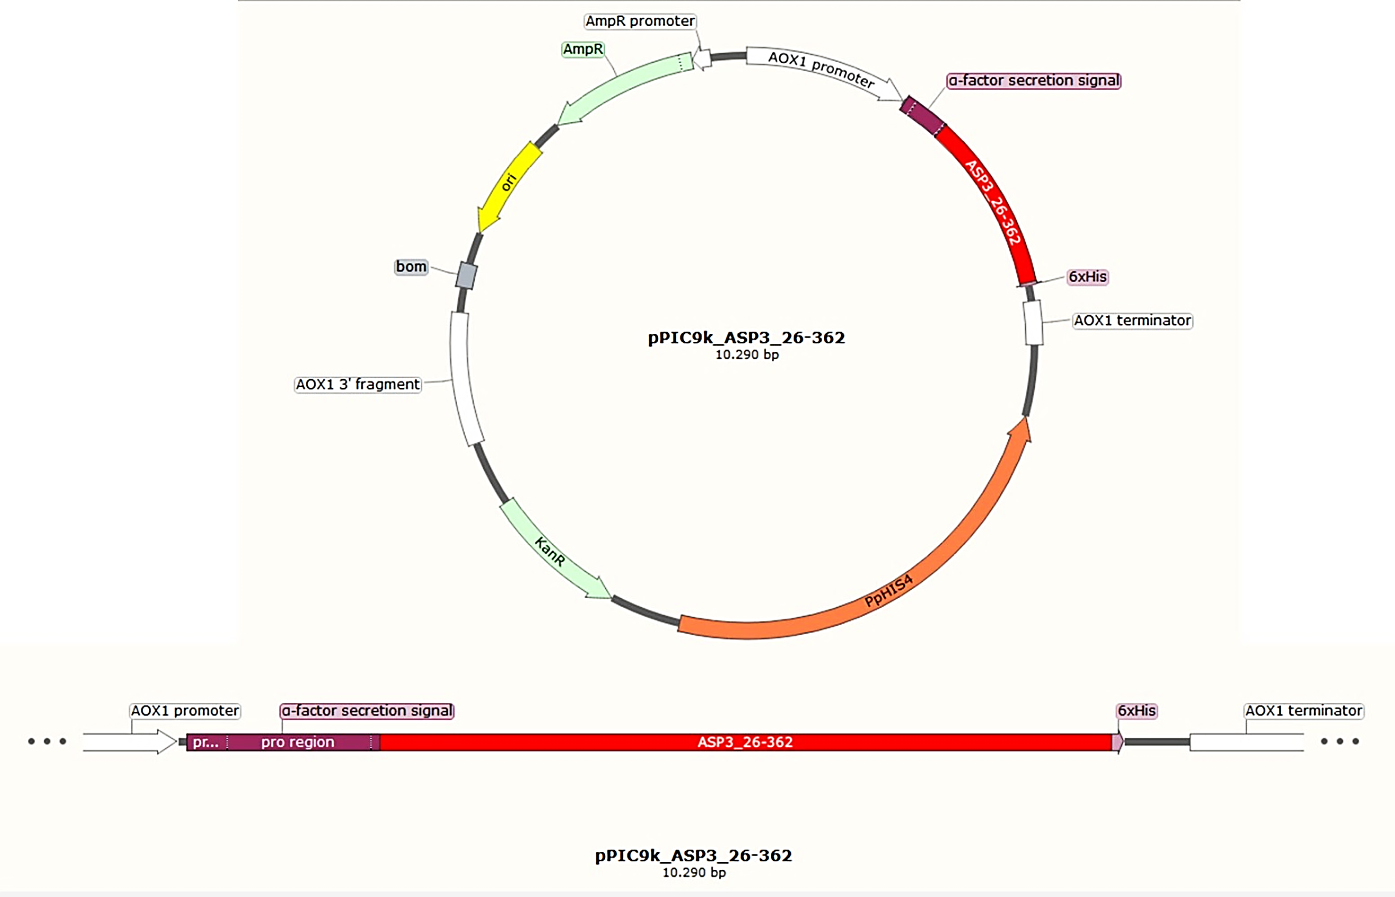 AmpR promoter
AmpR
AOX1 promoter
α-factor secretion signal
ASP3_26-362
ori
bom
6xHis
AOX1 terminator
pPIC9k_ASP3_26-362
10.290 bp
AOX1 3' fragment
KanR
PpHIS4
AOX1 promoter
α-factor secretion signal
6xHis
AOX1 terminator
pr...
pro region
ASP3_26-362
pPIC9k_ASP3_26-362
10.290 bp